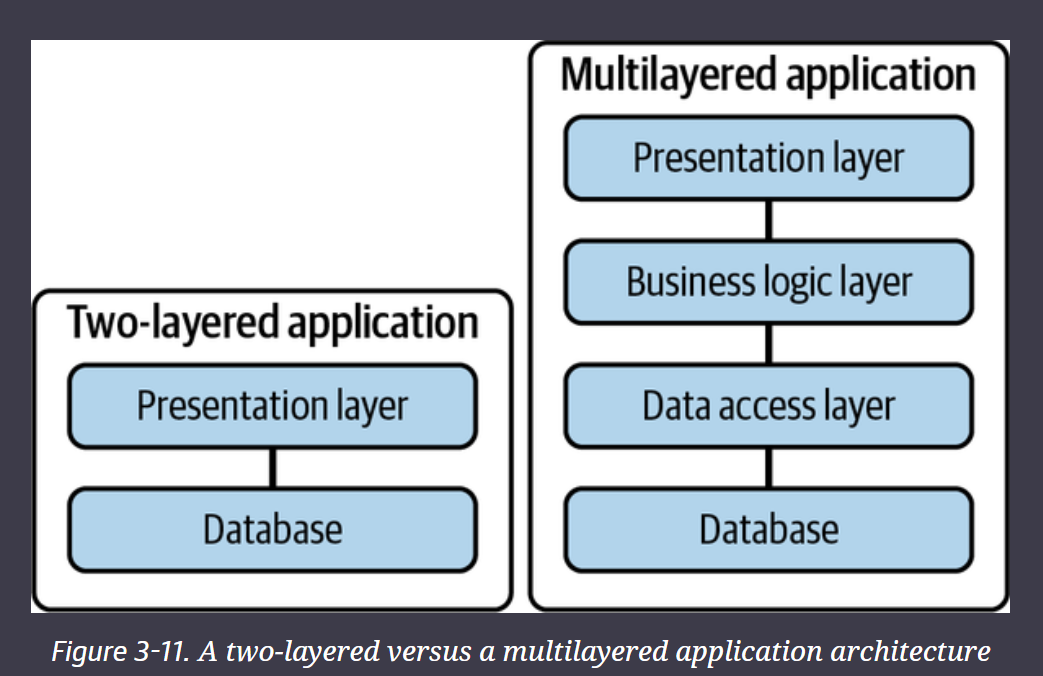 Two-layered application
Presentation layer
Database
Multilayered application
Presentation layer
Business logic layer
Data access layer
Database
Figure 3-11. A two-layered versus a multilayered application architecture